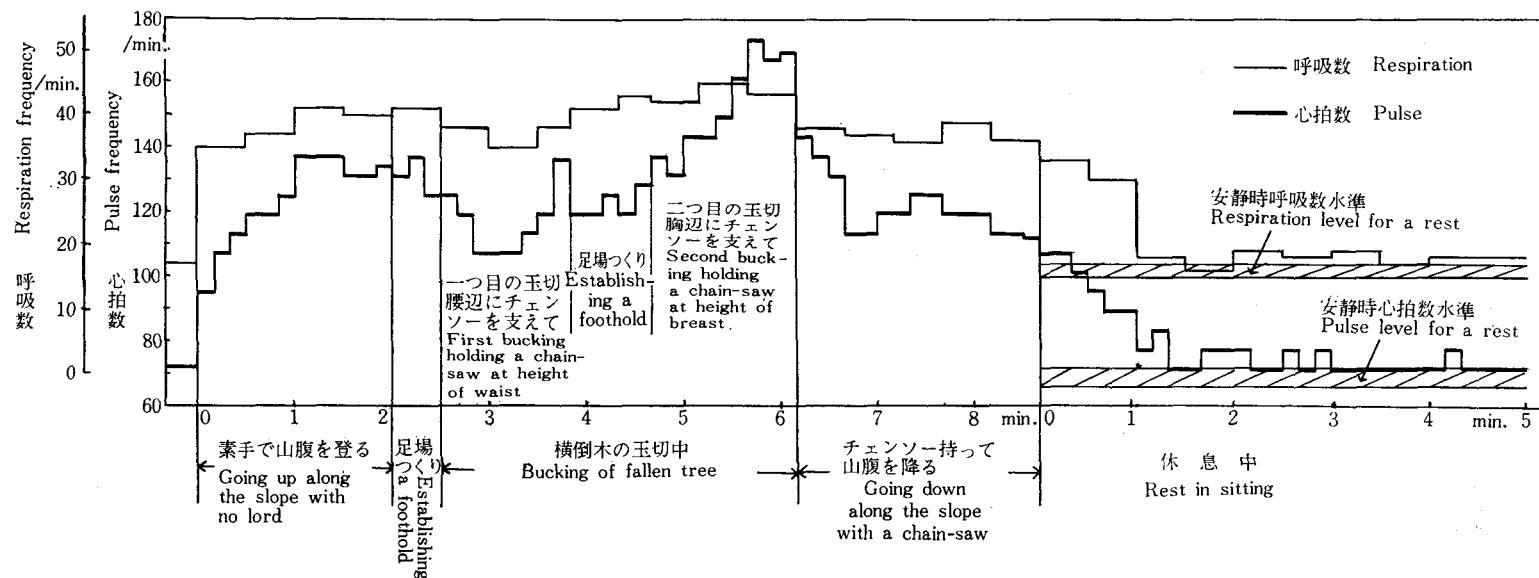 Respiration frequency
呼吸数
50
/min.
40
30
20
10
0
Pulse frequency
心拍数
180
/min.
160
140
120
100
80
60
呼吸数 Respiration
心拍数 Pulse
安静時呼吸数水準
Respiration level for a rest
安静時心拍数水準
Pulse level for a rest
一つ目の玉切
腰辺にチェン
ソーを支えて
First bucking
holding a chain-
saw at height
of waist
足場つくり
Establish-
ing a
foothold
二つ目の玉切
胸辺にチェン
ソーを支えて
Second buck-
ing holding
a chain-saw
at height of
breast.
0 1 2 3 4 5 6 7 8 min. 0 1 2 3 4 min. 5
素手で山腹を登る
Going up along
the slope with
no lord
足場
つくり
Establishing
a foothold
横倒木の玉切中
Bucking of fallen tree
チェンソー持って
山腹を降る
Going down
along the slope
with a chain-saw
休息中
Rest in sitting